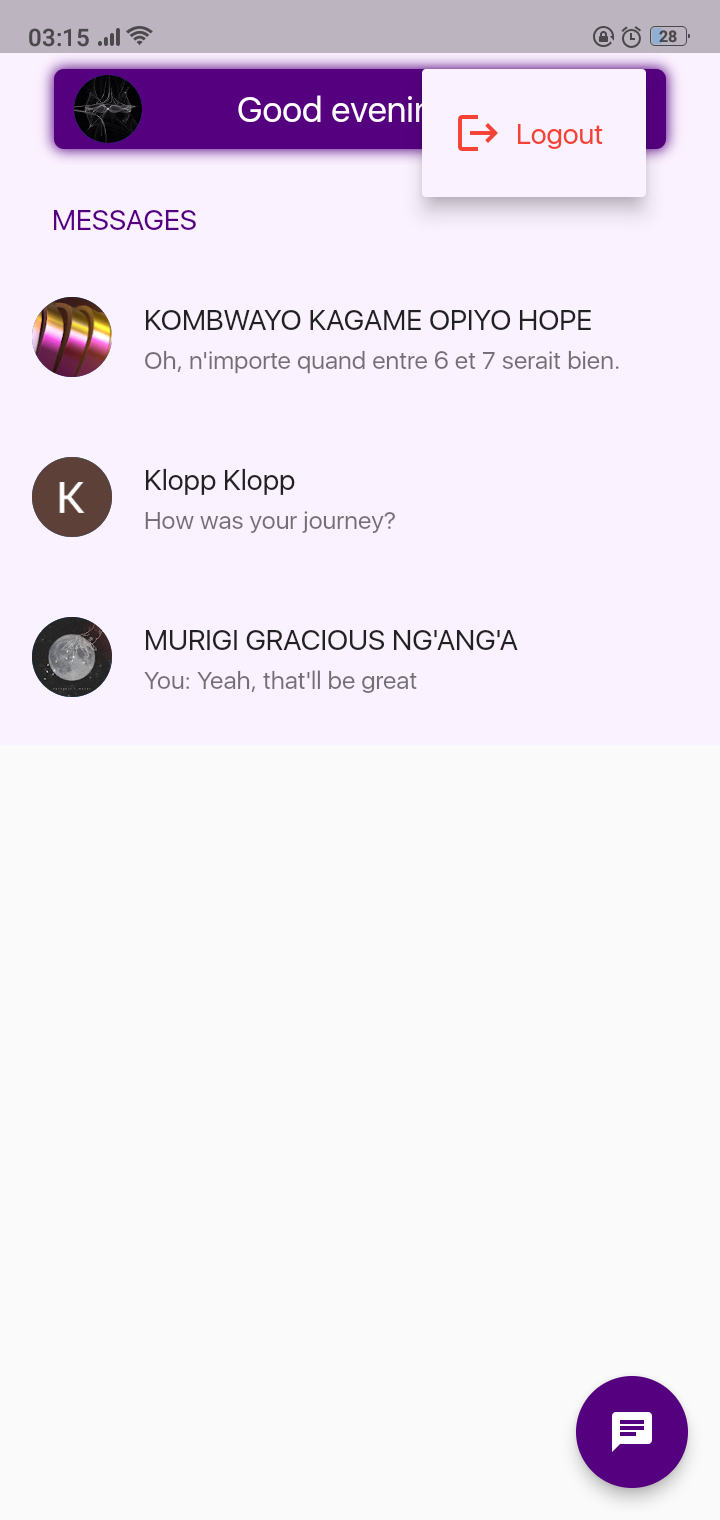 03:15
28
Good evenin
Logout
MESSAGES
KOMBWAYO KAGAME OPIYO HOPE
Oh, n'importe quand entre 6 et 7 serait bien.
K
Klopp Klopp
How was your journey?
MURIGI GRACIOUS NG'ANG'A
You: Yeah, that'll be great